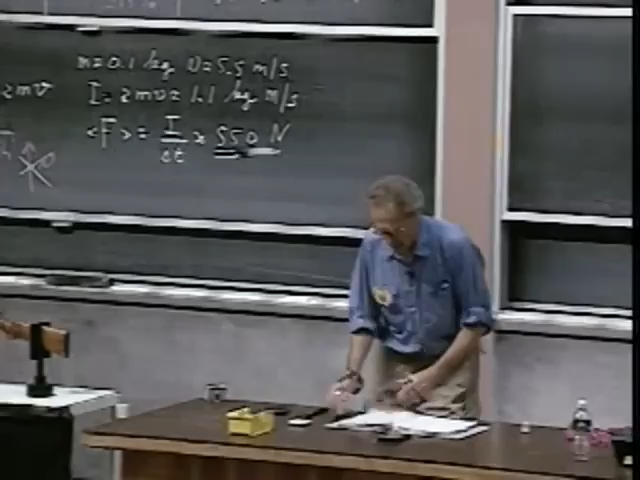 m=0.1 kg v=5.5 m/s
2mv I=2mv=1.1 kg m/s
<F> = I/Δt ≈ 550 N